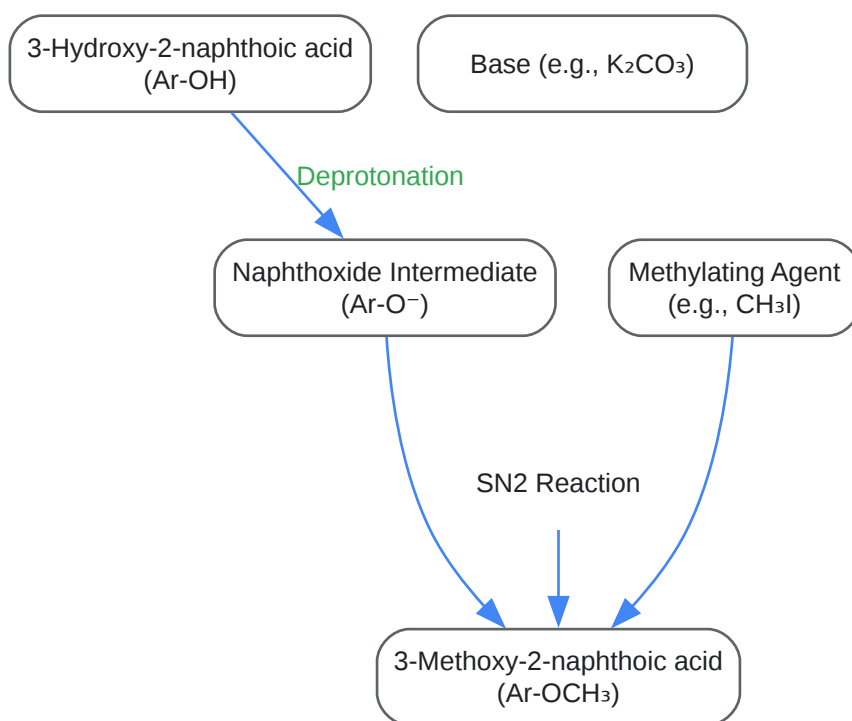 3-Hydroxy-2-naphthoic acid
(Ar-OH)
Base (e.g., K₂CO₃)
Deprotonation
Naphthoxide Intermediate
(Ar-O⁻)
Methylating Agent
(e.g., CH₃I)
SN2 Reaction
3-Methoxy-2-naphthoic acid
(Ar-OCH₃)